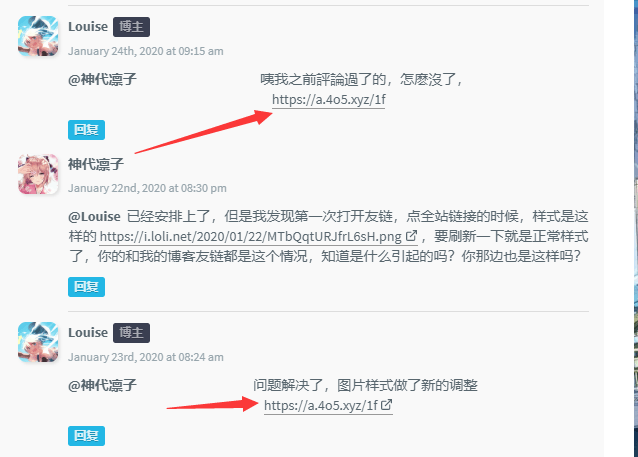 Louise 博主
January 24th, 2020 at 09:15 am
@神代凛子 咦我之前評論過了的，怎麽沒了，
https://a.4o5.xyz/1f
回复
神代凛子
January 22nd, 2020 at 08:30 pm
@Louise 已经安排上了，但是我发现第一次打开友链，点全站链接的时候，样式是这
样的 https://i.loli.net/2020/01/22/MTbQqtURJfrL6sH.png ，要刷新一下就是正常样式
了，你的和我的博客友链都是这个情况，知道是什么引起的吗？你那边也是这样吗？
回复
Louise 博主
January 23rd, 2020 at 08:24 am
@神代凛子 问题解决了，图片样式做了新的调整
https://a.4o5.xyz/1f
回复